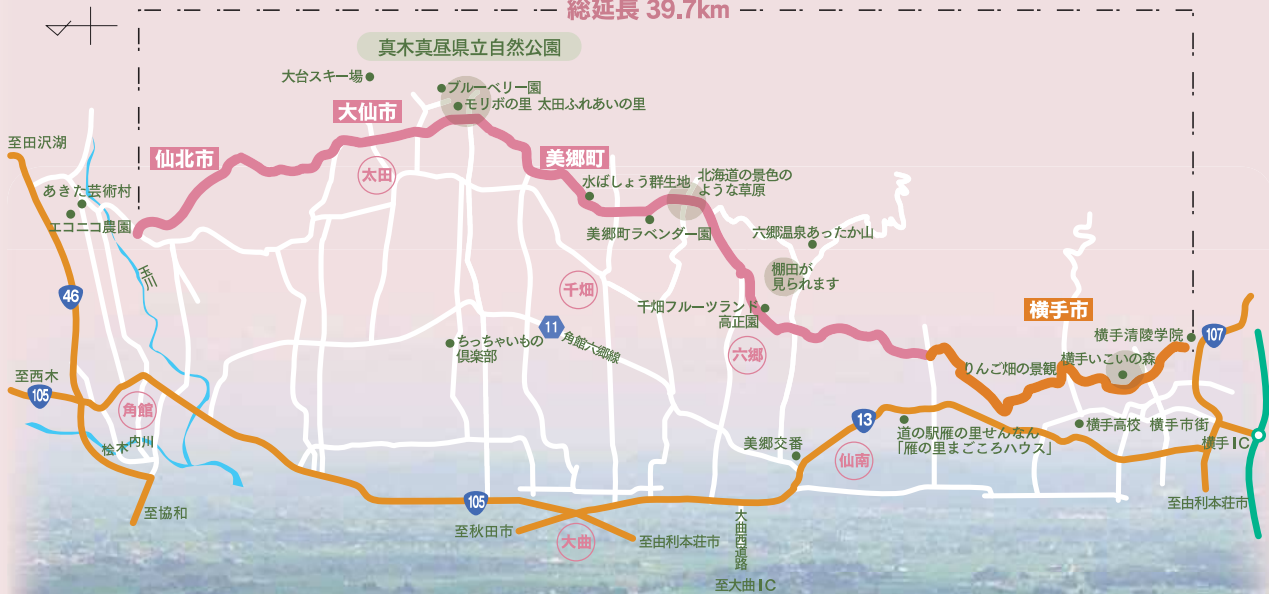 総延長 39.7km
真木真昼県立自然公園
大台スキー場
ブルーベリー園
モリボの里 太田ふれあいの里
大仙市
至田沢湖
仙北市
美郷町
太田
水ばしょう群生地
北海道の景色の
ような草原
あきた芸術村
エコニコ農園
美郷町ラベンダー園
六郷温泉あったか山
玉川
棚田が
見られます
46
千畑
千畑フルーツランド
高正園
横手市
11
角館六郷線
ちっちゃいもの
倶楽部
六郷
横手清陵学院
107
りんご畑の景観
横手いこいの森
至西木
105
角館
13
道の駅雁の里せんなん
「雁の里まごころハウス」
横手高校
横手市街
桧木内川
美郷交番
仙南
横手IC
105
至協和
至秋田市
大曲
至由利本荘市
大曲西道路
至大曲IC
至由利本荘市